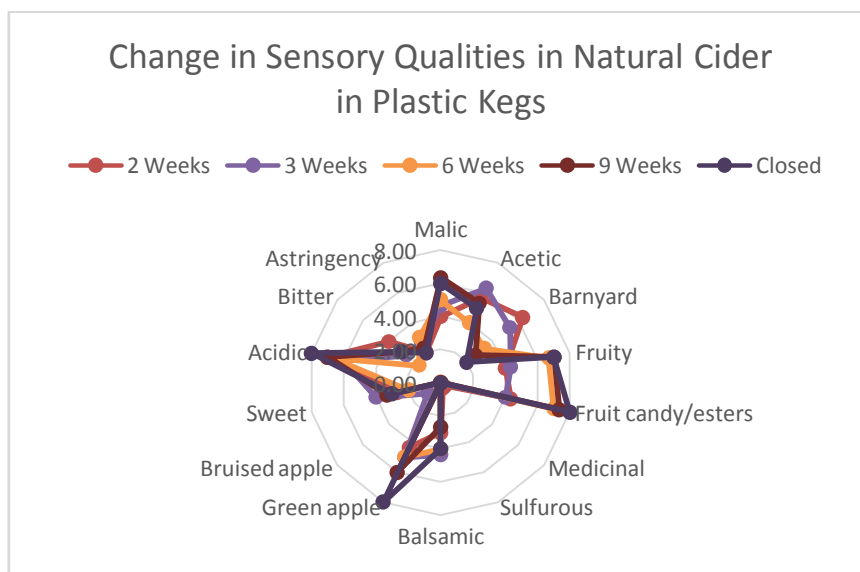 Change in Sensory Qualities in Natural Cider
in Plastic Kegs
2 Weeks 3 Weeks 6 Weeks 9 Weeks Closed
Malic
8.00
Astringency Acetic
6.00
Bitter Barnyard
4.00
Acidic 2.00 Fruity
0.00
Sweet Fruit candy/esters
Bruised apple Medicinal
Green apple Sulfurous
Balsamic